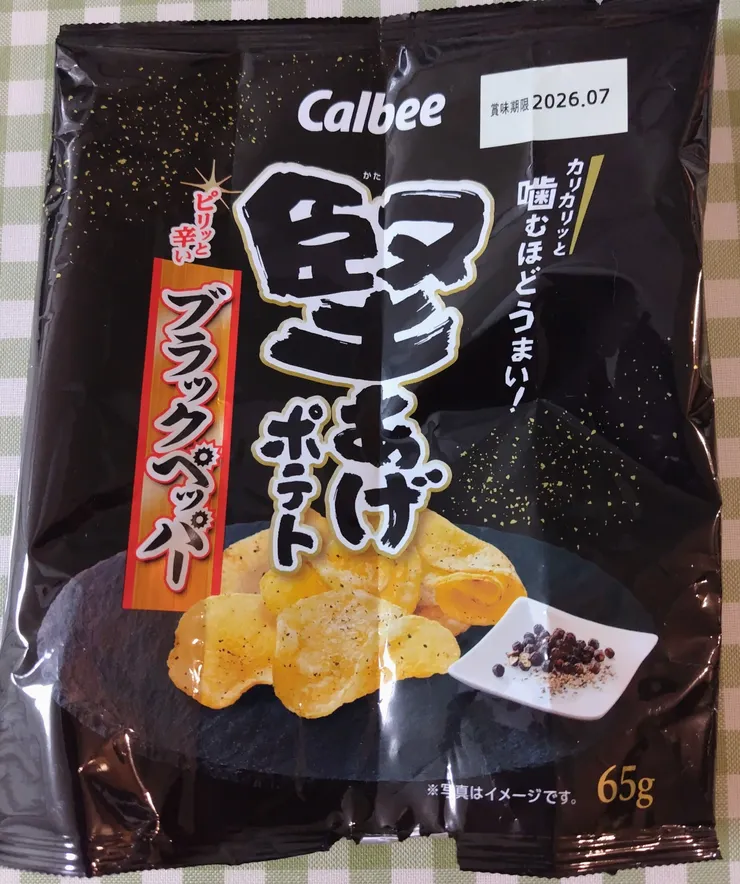 Calbee
賞味期限 2026.07
カリカリッと
噛むほどうまい!
かた
堅あげ
ポテト
ピリッと
辛い
ブラックペッパー
※写真はイメージです。
65g